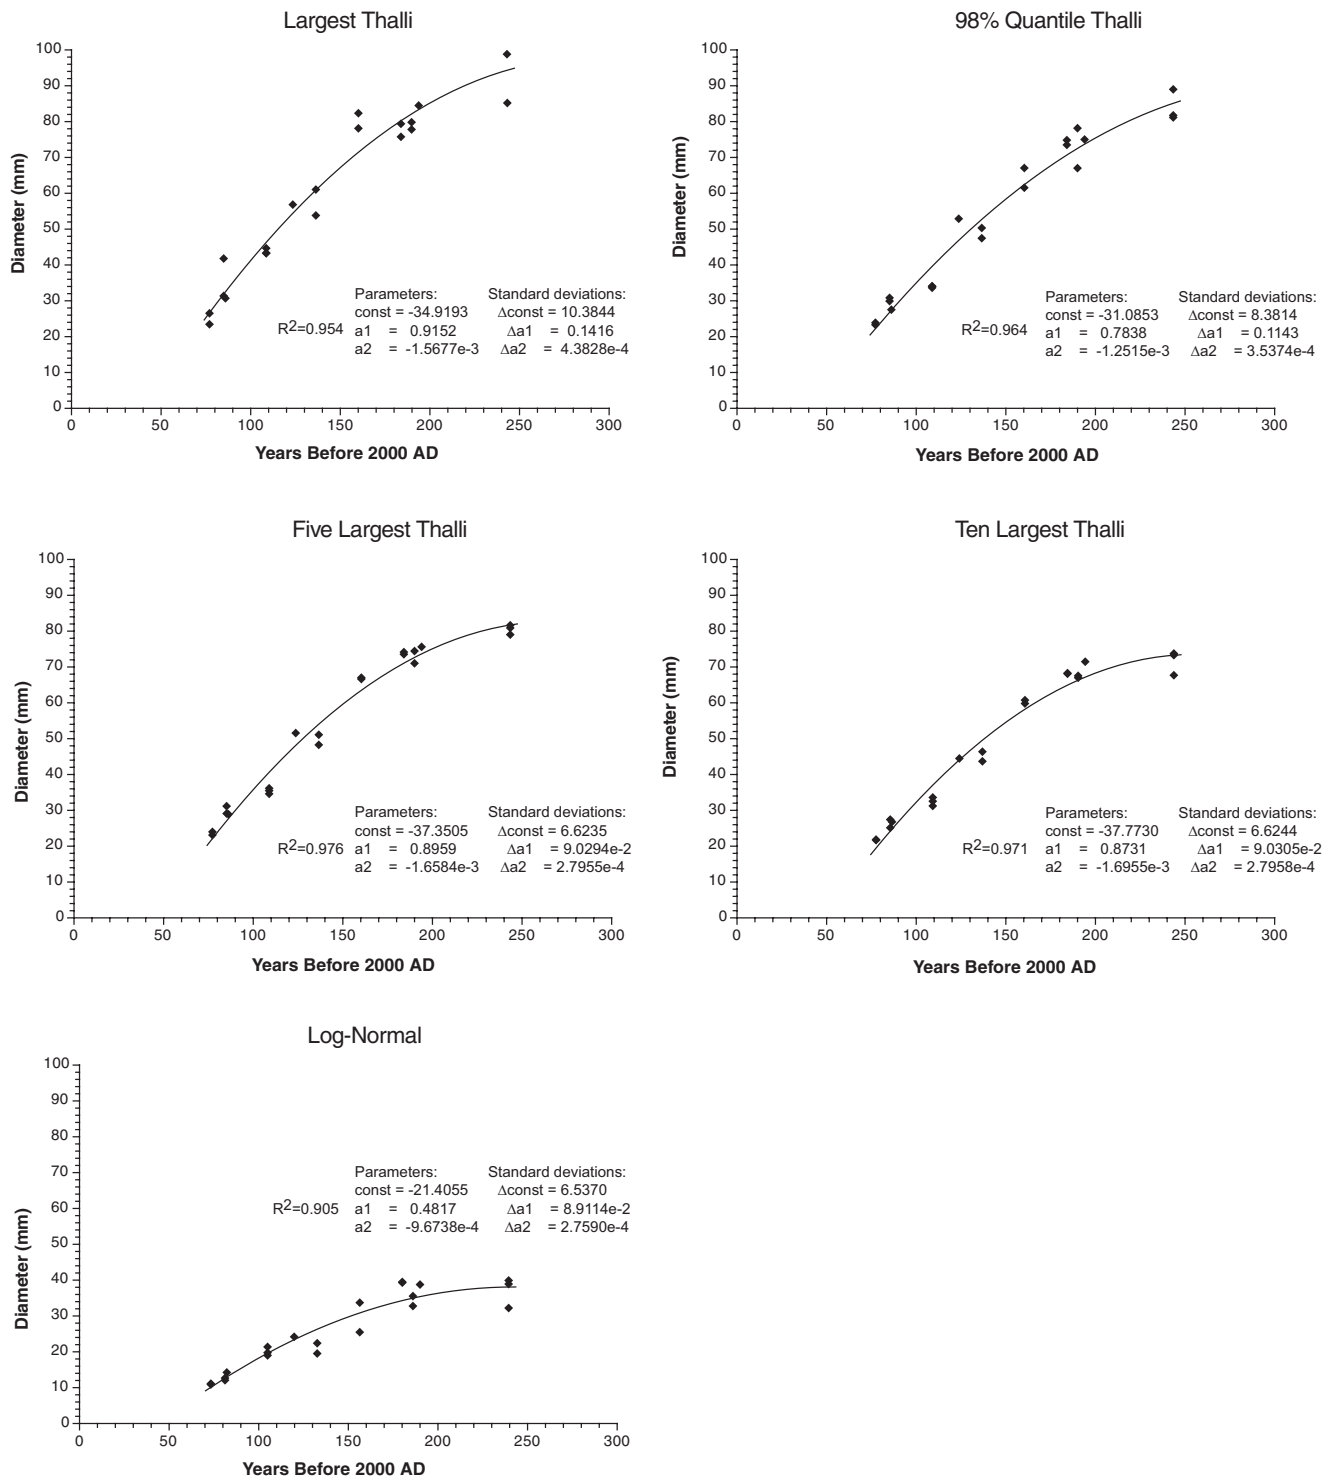 Largest Thalli
100
90
80
70
60
50
40
30
20
10
0
Diameter (mm)
Parameters: Standard deviations:
const = -34.9193 Δconst = 10.3844
R2=0.954 a1 = 0.9152 Δa1 = 0.1416
a2 = -1.5677e-3 Δa2 = 4.3828e-4
0 50 100 150 200 250 300
Years Before 2000 AD
98% Quantile Thalli
100
90
80
70
60
50
40
30
20
10
0
Diameter (mm)
Parameters: Standard deviations:
const = -31.0853 Δconst = 8.3814
R2=0.964 a1 = 0.7838 Δa1 = 0.1143
a2 = -1.2515e-3 Δa2 = 3.5374e-4
0 50 100 150 200 250 300
Years Before 2000 AD
Five Largest Thalli
100
90
80
70
60
50
40
30
20
10
0
Diameter (mm)
Parameters: Standard deviations:
const = -37.3505 Δconst = 6.6235
R2=0.976 a1 = 0.8959 Δa1 = 9.0294e-2
a2 = -1.6584e-3 Δa2 = 2.7955e-4
0 50 100 150 200 250 300
Years Before 2000 AD
Ten Largest Thalli
100
90
80
70
60
50
40
30
20
10
0
Diameter (mm)
Parameters: Standard deviations:
const = -37.7730 Δconst = 6.6244
R2=0.971 a1 = 0.8731 Δa1 = 9.0305e-2
a2 = -1.6955e-3 Δa2 = 2.7958e-4
0 50 100 150 200 250 300
Years Before 2000 AD
Log-Normal
100
90
80
70
60
50
40
30
20
10
0
Diameter (mm)
Parameters: Standard deviations:
const = -21.4055 Δconst = 6.5370
R2=0.905 a1 = 0.4817 Δa1 = 8.9114e-2
a2 = -9.6738e-4 Δa2 = 2.7590e-4
0 50 100 150 200 250 300
Years Before 2000 AD